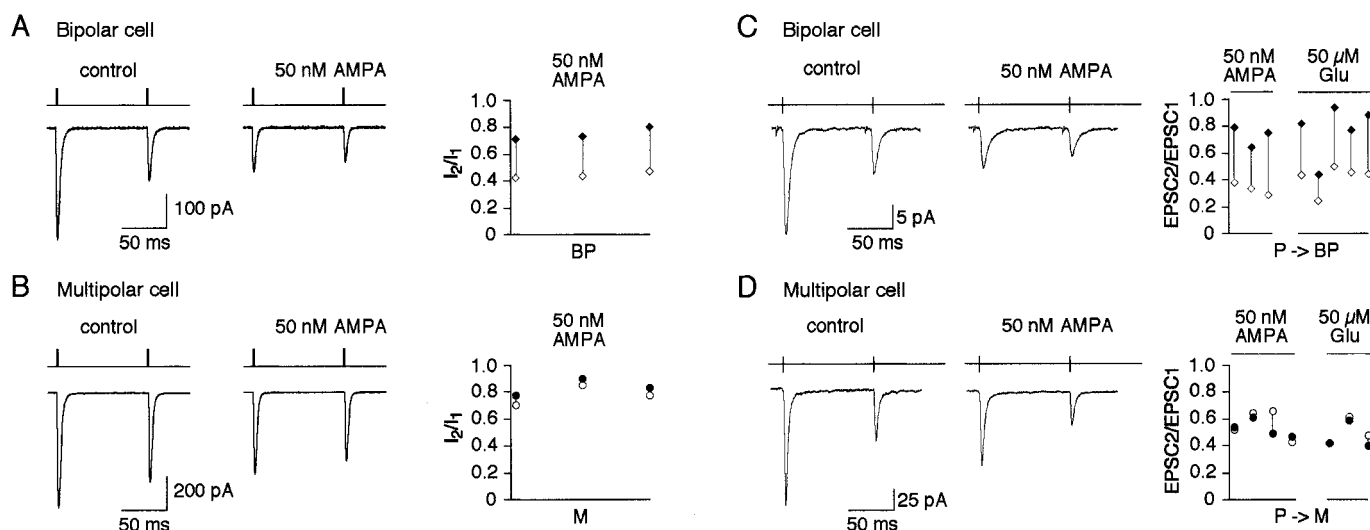 A Bipolar cell
control
50 nM AMPA
100 pA
50 ms
50 nM
AMPA
I2/I1
1.0
0.8
0.6
0.4
0.2
0
BP
B Multipolar cell
control
50 nM AMPA
200 pA
50 ms
50 nM
AMPA
I2/I1
1.0
0.8
0.6
0.4
0.2
0
M
C Bipolar cell
control
50 nM AMPA
5 pA
50 ms
50 nM
AMPA
50 µM
Glu
EPSC2/EPSC1
1.0
0.8
0.6
0.4
0.2
0
P -> BP
D Multipolar cell
control
50 nM AMPA
25 pA
50 ms
50 nM
AMPA
50 µM
Glu
EPSC2/EPSC1
1.0
0.8
0.6
0.4
0.2
0
P -> M